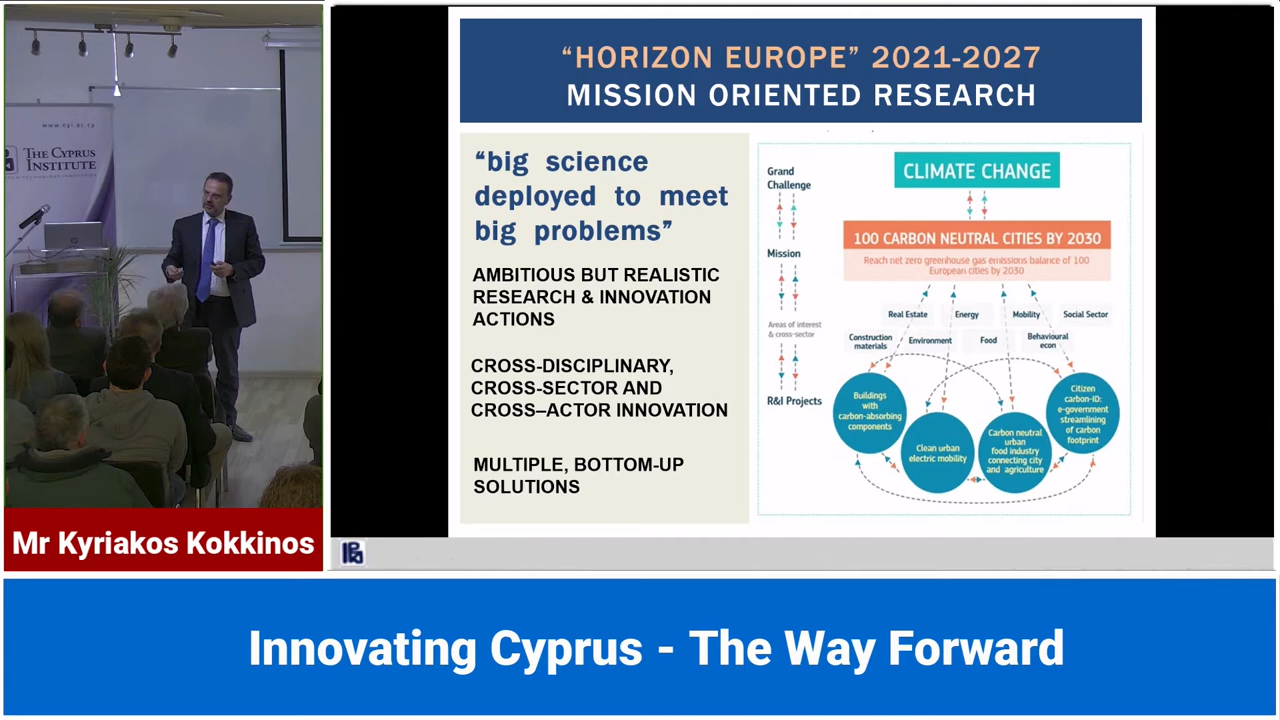 www.cyi.ac.cy
THE CYPRUS
INSTITUTE
Mr Kyriakos Kokkinos
"HORIZON EUROPE" 2021-2027
MISSION ORIENTED RESEARCH
"big science
deployed to meet
big problems"
AMBITIOUS BUT REALISTIC
RESEARCH & INNOVATION
ACTIONS
CROSS-DISCIPLINARY,
CROSS-SECTOR AND
CROSS–ACTOR INNOVATION
MULTIPLE, BOTTOM-UP
SOLUTIONS
Grand
Challenge
Mission
Areas of interest
& cross-sector
R&I Projects
CLIMATE CHANGE
100 CARBON NEUTRAL CITIES BY 2030
Reach net zero greenhouse gas emissions balance of 100
European cities by 2030
Real Estate
Energy
Mobility
Social Sector
Construction
materials
Environment
Food
Behavioural
econ
Buildings
with
carbon-absorbing
components
Clean urban
electric mobility
Carbon neutral
urban
food industry
connecting city
and agriculture
Citizen
carbon-ID:
e-government
streamlining
of carbon
footprint
Innovating Cyprus - The Way Forward